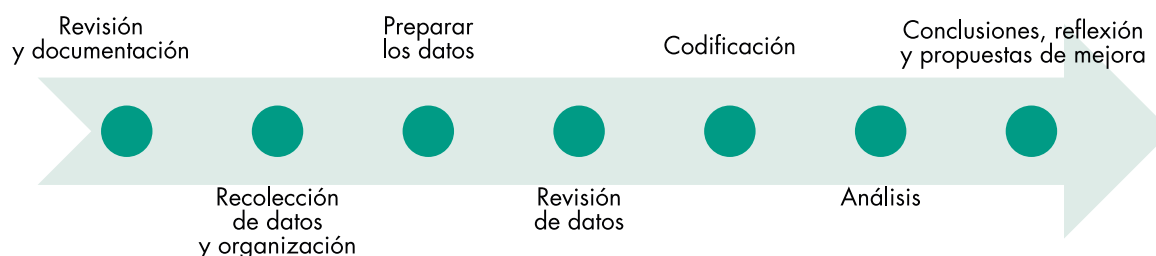 Revisión
y documentación
Recolección
de datos
y organización
Preparar
los datos
Revisión
de datos
Codificación
Análisis
Conclusiones, reflexión
y propuestas de mejora